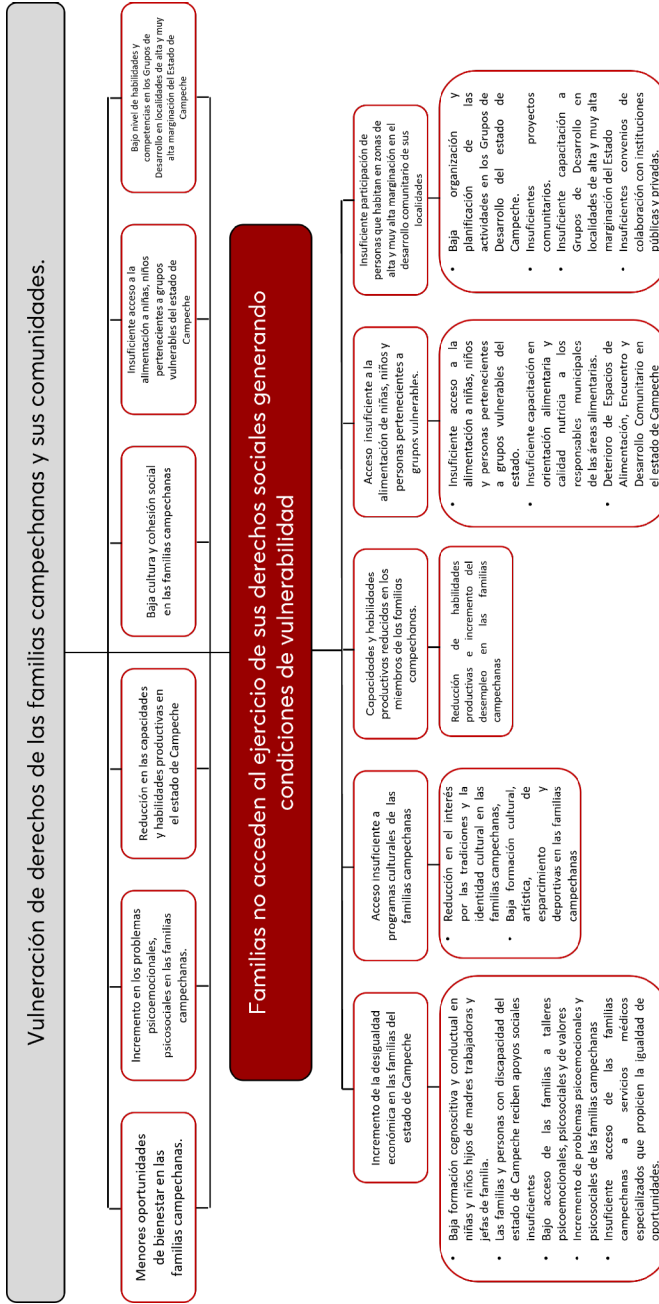 Vulneración de derechos de las familias campechanas y sus comunidades.
Menores oportunidades
de bienestar en las
familias campechanas.
Incremento en los problemas
psicoemocionales,
psicosociales en las familias
campechanas.
Reducción en las capacidades
y habilidades productivas en
el estado de Campeche
Baja cultura y cohesión social
en las familias campechanas
Insuficiente acceso a la
alimentación a niñas, niños
pertenecientes a grupos
vulnerables del estado de
Campeche
Bajo nivel de habilidades y
competencias en los Grupos de
Desarrollo en localidades de alta y muy
alta marginación del Estado de
Campeche
Familias no acceden al ejercicio de sus derechos sociales generando
condiciones de vulnerabilidad
Incremento de la desigualdad
económica en las familias del
estado de Campeche
Acceso insuficiente a
programas culturales de las
familias campechanas
Capacidades y habilidades
productivas reducidas en los
miembros de las familias
campechanas.
Acceso insuficiente a la
alimentación de niñas, niños y
personas pertenecientes a
grupos vulnerables.
Insuficiente participación de
personas que habitan en zonas de
alta y muy alta marginación en el
desarrollo comunitario de sus
localidades
• Baja formación cognoscitiva y conductual en
niñas y niños hijos de madres trabajadoras y
jefas de familia.
• Las familias y personas con discapacidad del
estado de Campeche reciben apoyos sociales
insuficientes
• Bajo acceso de las familias a talleres
psicoemocionales, psicosociales y de valores
• Incremento de problemas psicoemocionales y
psicosociales de las familias campechanas
• Insuficiente acceso de las familias
campechanas a servicios médicos
especializados que propicien la igualdad de
oportunidades.
• Reducción en el interés
por las tradiciones y la
identidad cultural en las
familias campechanas,
• Baja formación cultural,
artística, de
esparcimiento y
deportivas en las familias
campechanas
Reducción de habilidades
productivas e incremento del
desempleo en las familias
campechanas
• Insuficiente acceso a la
alimentación a niñas, niños
y personas pertenecientes
a grupos vulnerables del
estado.
• Insuficiente capacitación en
orientación alimentaria y
calidad nutricia a los
responsables municipales
de las áreas alimentarias.
• Deterioro de Espacios de
Alimentación, Encuentro y
Desarrollo Comunitario en
el estado de Campeche
• Baja organización y
planificación de las
actividades en los Grupos de
Desarrollo del estado de
Campeche.
• Insuficientes proyectos
comunitarios.
• Insuficiente capacitación a
Grupos de Desarrollo en
localidades de alta y muy alta
marginación del Estado
• Insuficientes convenios de
colaboración con instituciones
públicas y privadas.